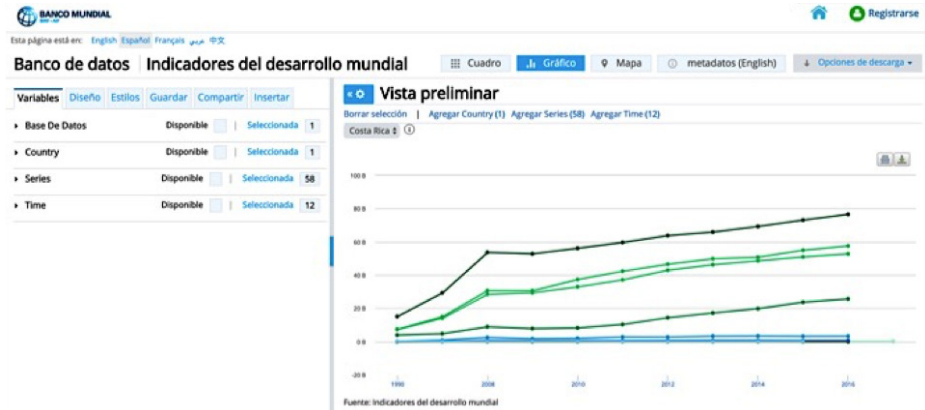 BANCO MUNDIAL
Registrarse
Esta página está en: English Español Français عربي 中文
Banco de datos | Indicadores del desarrollo mundial
Cuadro Gráfico Mapa metadatos (English) Opciones de descarga
Variables Diseño Estilos Guardar Compartir Insertar
Base De Datos Disponible | Seleccionada 1
Country Disponible | Seleccionada 1
Series Disponible | Seleccionada 58
Time Disponible | Seleccionada 12
Vista preliminar
Borrar selección | Agregar Country (1) Agregar Series (58) Agregar Time (12)
Costa Rica
100 B
80 B
60 B
40 B
20 B
0 B
-20 B
1990 2008 2010 2012 2014 2016
Fuente: Indicadores del desarrollo mundial